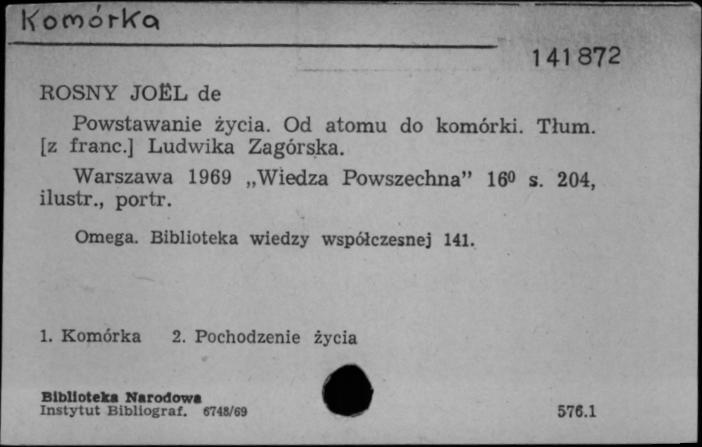 Komórka
141872
ROSNY JOËL de
Powstawanie życia. Od atomu do komórki. Tłum.
[z franc.] Ludwika Zagórska.
Warszawa 1969 „Wiedza Powszechna” 16⁰ s. 204,
ilustr., portr.
Omega. Biblioteka wiedzy współczesnej 141.
1. Komórka 2. Pochodzenie życia
Biblioteka Narodowa
Instytut Bibliograf. 6748/69
576.1